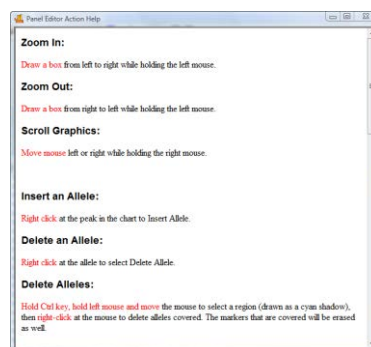 Panel Editor Action Help
Zoom In:
Draw a box from left to right while holding the left mouse.
Zoom Out:
Draw a box from right to left while holding the left mouse.
Scroll Graphics:
Move mouse left or right while holding the right mouse.
Insert an Allele:
Right click at the peak in the chart to Insert Allele.
Delete an Allele:
Right click at the allele to select Delete Allele.
Delete Alleles:
Hold Ctrl key, hold left mouse and move the mouse to select a region (drawn as a cyan shadow),
then right-click at the mouse to delete alleles covered. The markers that are covered will be erased
as well.